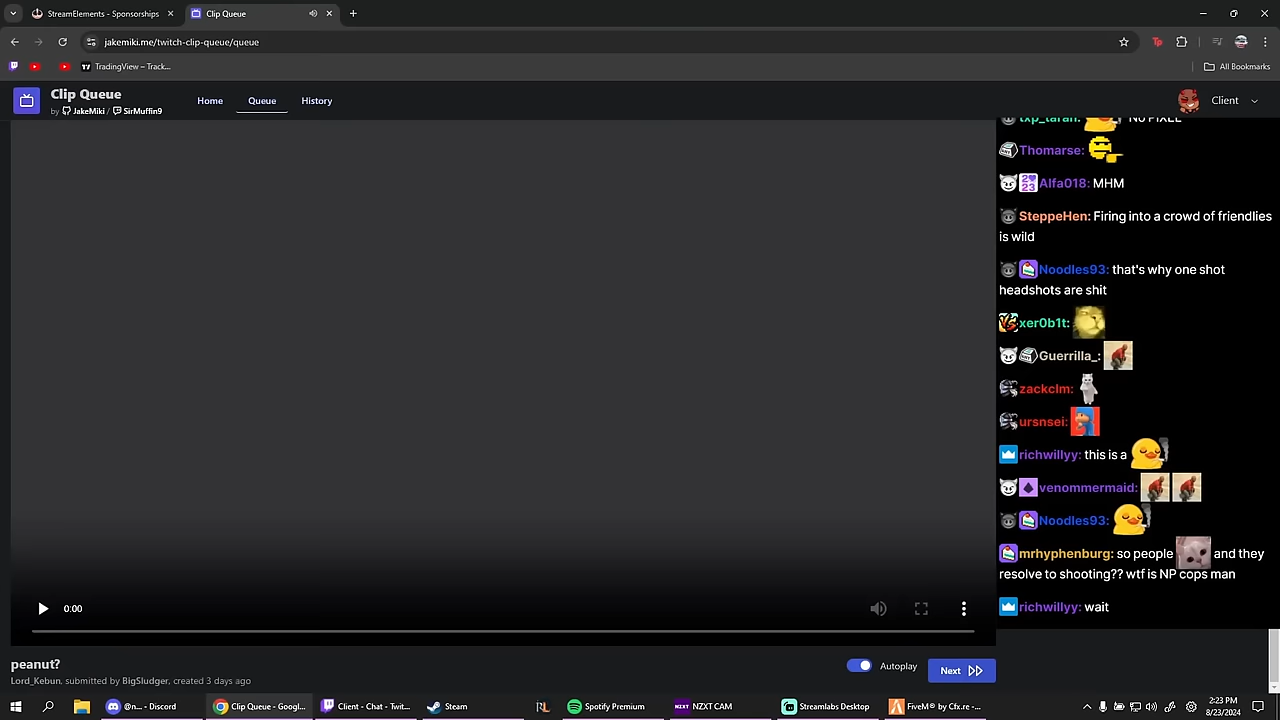 StreamElements - Sponsorships
Clip Queue
jakemiki.me/twitch-clip-queue/queue
TradingView – Track...
All Bookmarks
Clip Queue
by JakeMiki / SirMuffin9
Home
Queue
History
Client
txp_taran: No PIXEL
Thomarse:
2 23 Alfa018: MHM
SteppeHen: Firing into a crowd of friendlies
is wild
Noodles93: that's why one shot
headshots are shit
xer0b1t:
Guerrilla_:
zackclm:
ursnsei:
richwillyy: this is a
venommermaid:
Noodles93:
mrhyphenburg: so people and they
resolve to shooting?? wtf is NP cops man
richwillyy: wait
0:00
peanut?
Autoplay
Next
Lord_Kebun, submitted by BigSludger, created 3 days ago
@n... - Discord
Clip Queue - Googl...
Client - Chat - Twit...
Steam
Spotify Premium
NZXT CAM
Streamlabs Desktop
FiveM® by Cfx.re -...
2:23 PM
8/23/2024